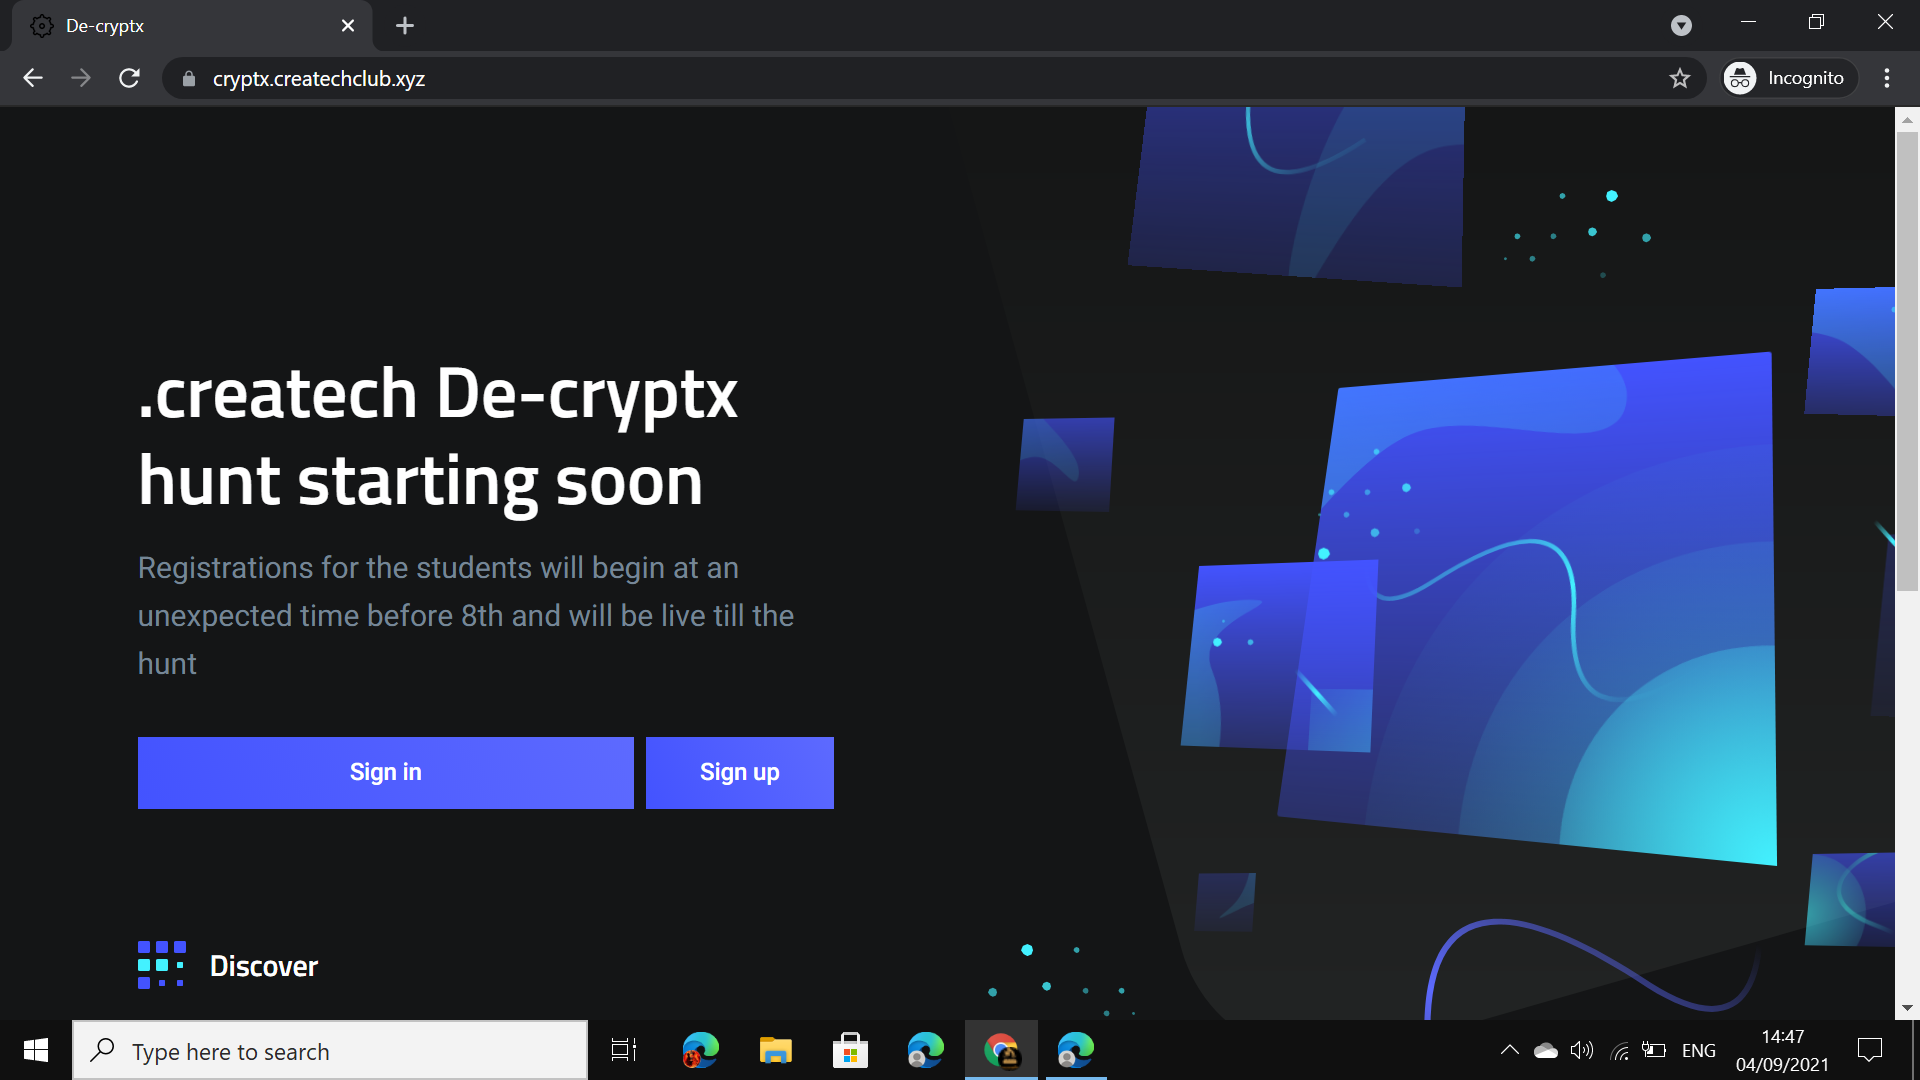 De-cryptx
cryptx.createchclub.xyz
Incognito
.createch De-cryptx
hunt starting soon
Registrations for the students will begin at an
unexpected time before 8th and will be live till the
hunt
Sign in
Sign up
Discover
Type here to search
ENG
14:47
04/09/2021